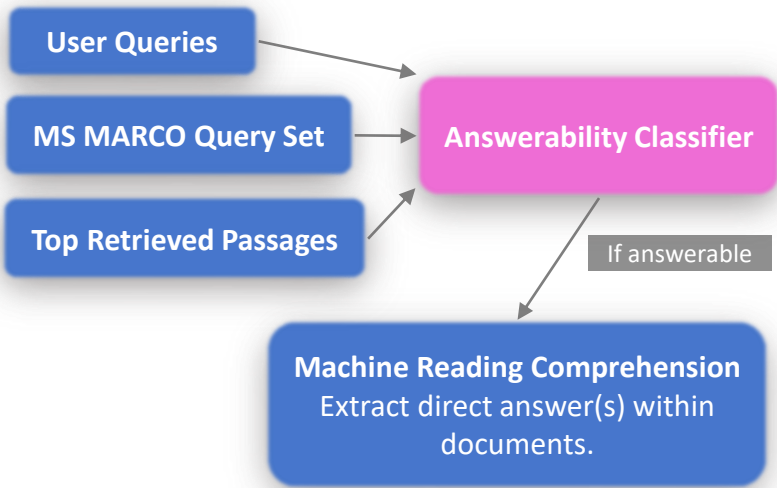 User Queries
MS MARCO Query Set
Answerability Classifier
Top Retrieved Passages
If answerable
Machine Reading Comprehension
Extract direct answer(s) within
documents.